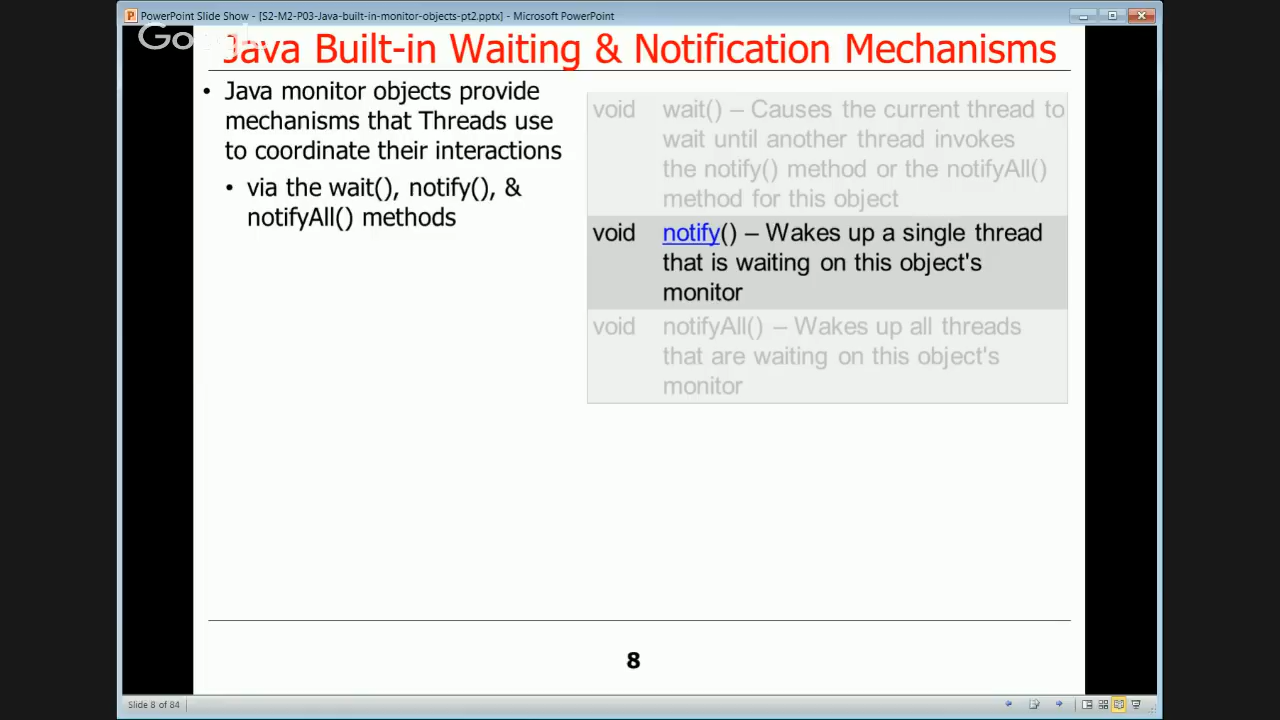 PowerPoint Slide Show - [S2-M2-P03-Java-built-in-monitor-objects-pt2.pptx] - Microsoft PowerPoint
Google
Java Built-in Waiting & Notification Mechanisms
• Java monitor objects provide
mechanisms that Threads use
to coordinate their interactions
• via the wait(), notify(), &
notifyAll() methods
void wait() – Causes the current thread to
wait until another thread invokes
the notify() method or the notifyAll()
method for this object
void notify() – Wakes up a single thread
that is waiting on this object's
monitor
void notifyAll() – Wakes up all threads
that are waiting on this object's
monitor
8
Slide 8 of 84